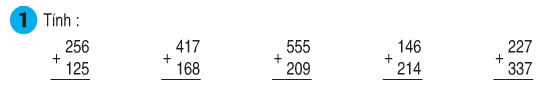 1 Tính :
256 417 555 146 227
+ + + + +
125 168 209 214 337